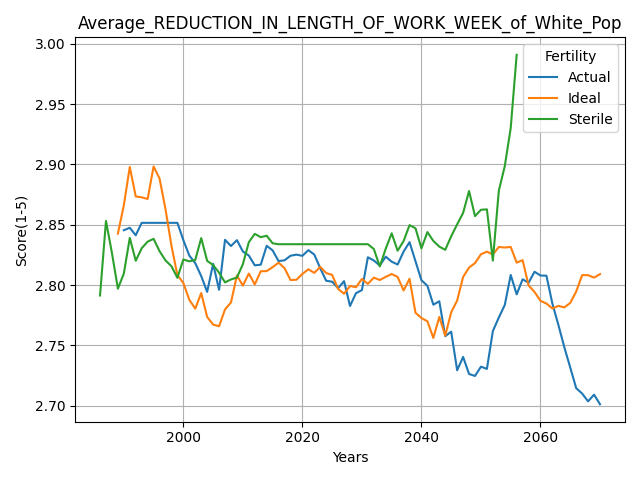 Average_REDUCTION_IN_LENGTH_OF_WORK_WEEK_of_White_Pop
3.00
2.95
2.90
2.85
2.80
2.75
2.70
Score(1-5)
Fertility
Actual
Ideal
Sterile
2000
2020
2040
2060
Years